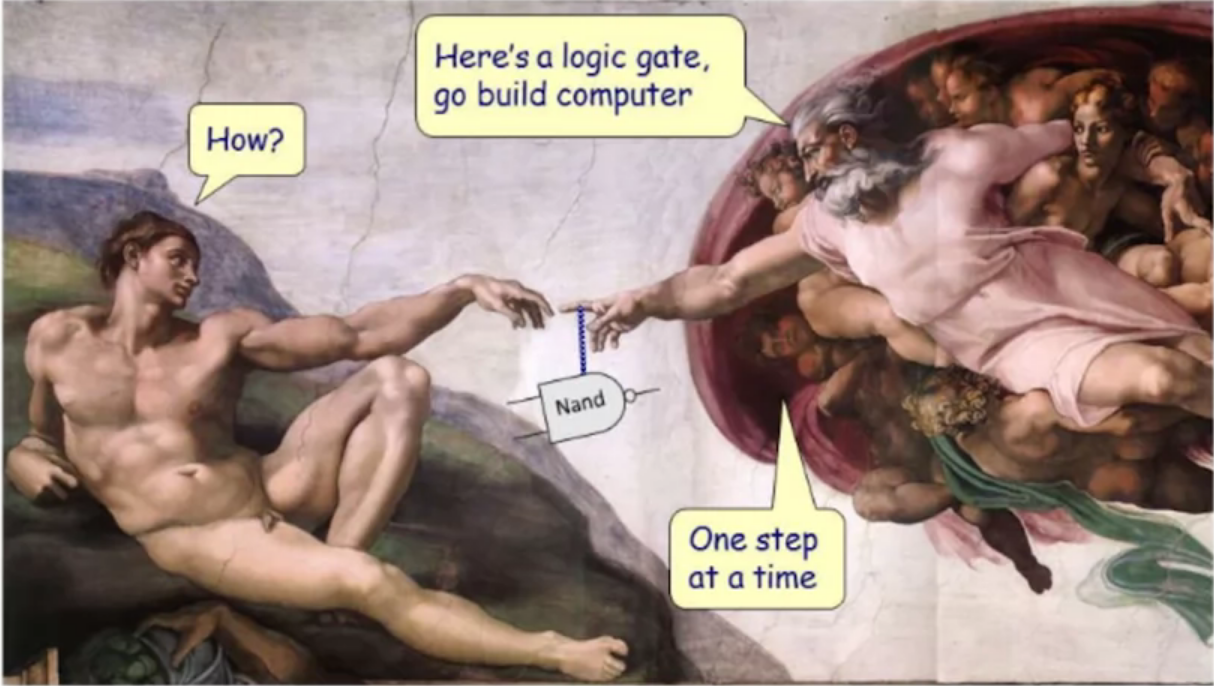 Here's a logic gate,
go build computer
How?
Nand
One step
at a time